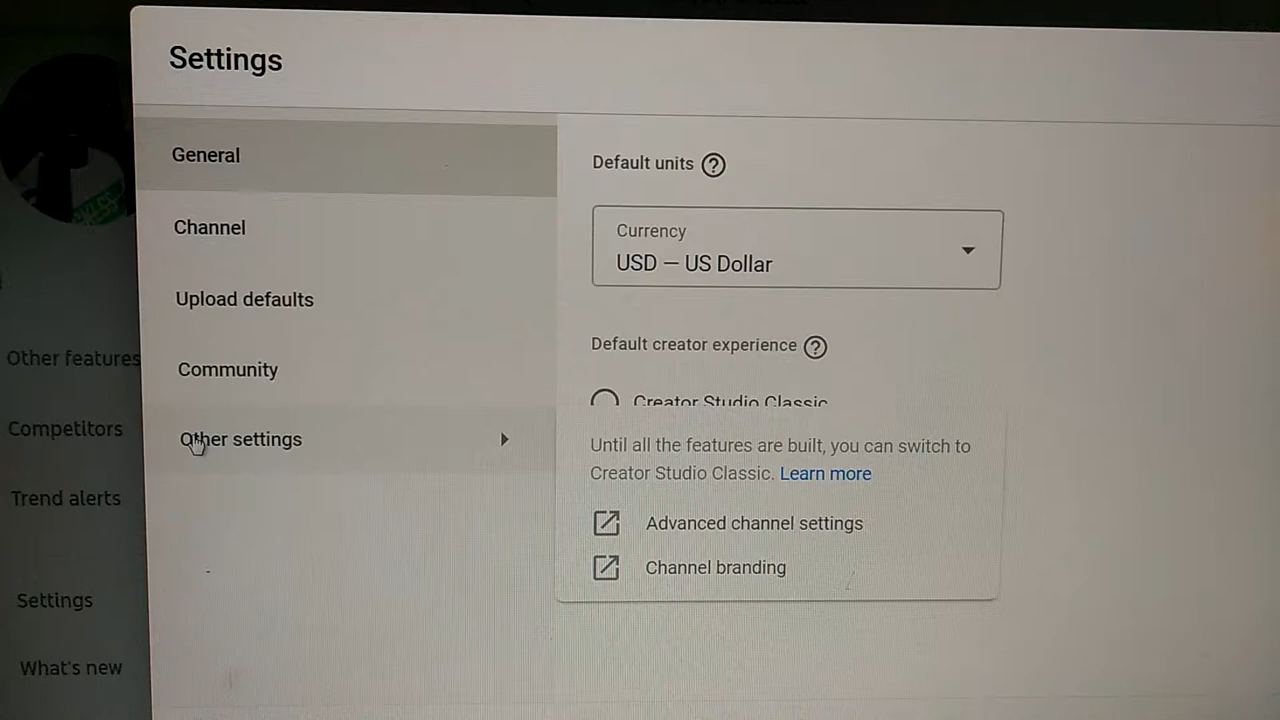 Settings
General
Channel
Upload defaults
Community
Other settings
Default units
Currency
USD – US Dollar
Default creator experience
Creator Studio Classic
Until all the features are built, you can switch to
Creator Studio Classic. Learn more
Advanced channel settings
Channel branding
Other features
Competitors
Trend alerts
Settings
What's new